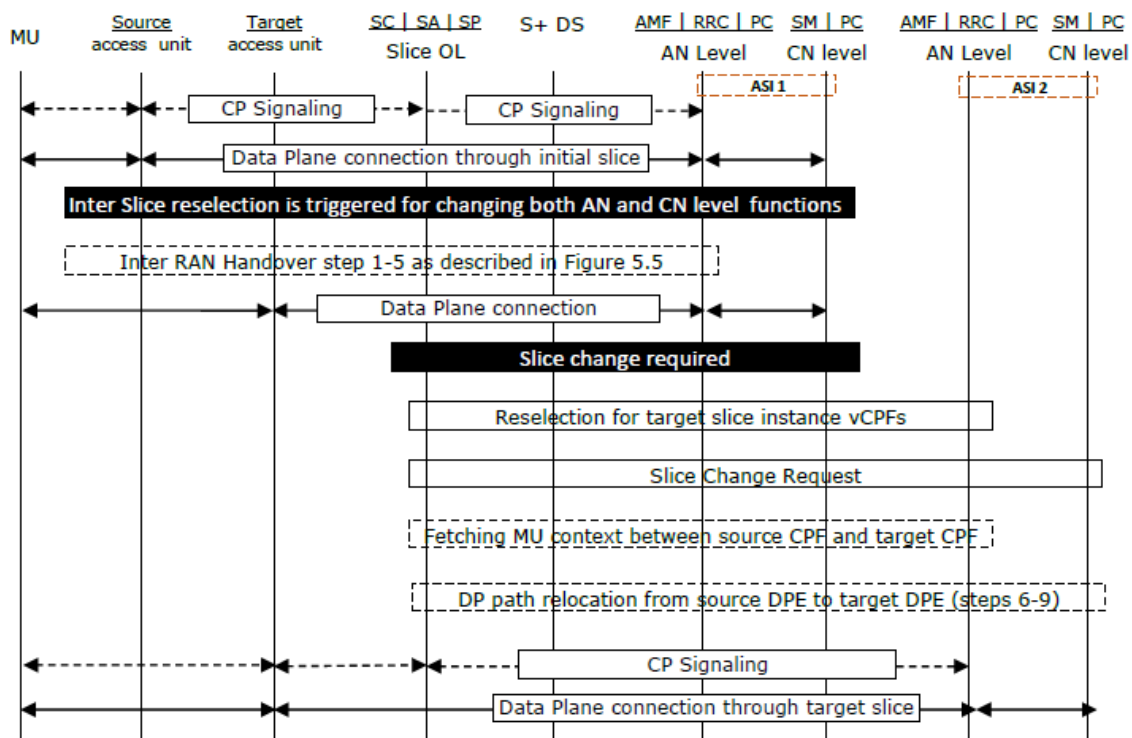 MU
Source
access unit
Target
access unit
SC | SA | SP
Slice OL
S+ DS
AMF | RRC | PC
AN Level
SM | PC
CN level
AMF | RRC | PC
AN Level
SM | PC
CN level
ASI 1
ASI 2
CP Signaling
CP Signaling
Data Plane connection through initial slice
Inter Slice reselection is triggered for changing both AN and CN level functions
Inter RAN Handover step 1-5 as described in Figure 5.5
Data Plane connection
Slice change required
Reselection for target slice instance vCPFs
Slice Change Request
Fetching MU context between source CPF and target CPF
DP path relocation from source DPE to target DPE (steps 6-9)
CP Signaling
Data Plane connection through target slice